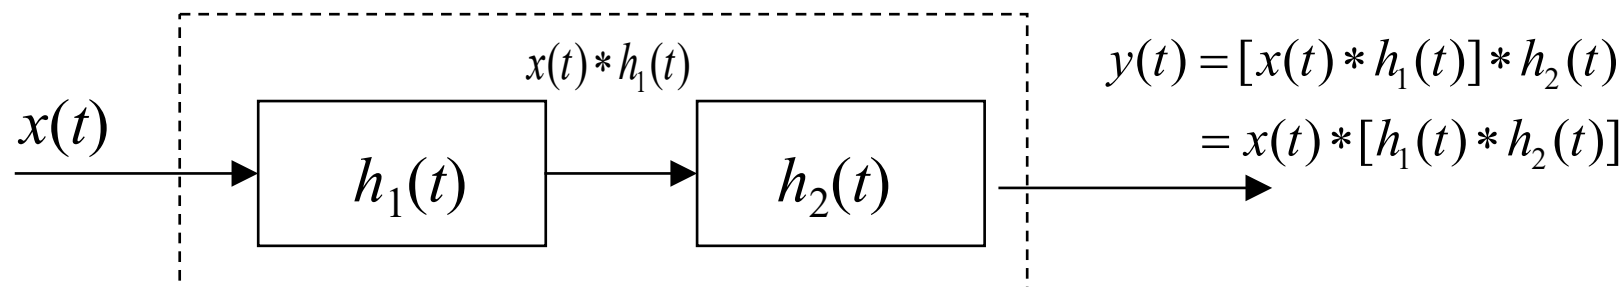 x(t)
h₁(t)
x(t)*h₁(t)
h₂(t)
y(t) = [x(t)*h₁(t)]*h₂(t)
= x(t)*[h₁(t)*h₂(t)]